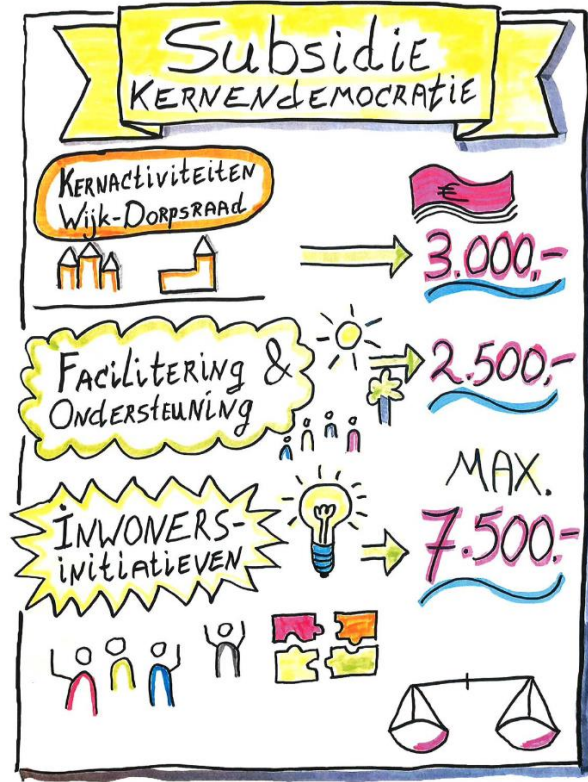 Subsidie
KERNENdEMOCRAtiE
KERNActiviteiten
Wijk-DorpsRAAd
€
3.000,-
FACilitERiNg &
ONdERStEUNiNg
2.500,-
MAX.
iNWONERS-
iNitiAtiEVEN
7.500,-